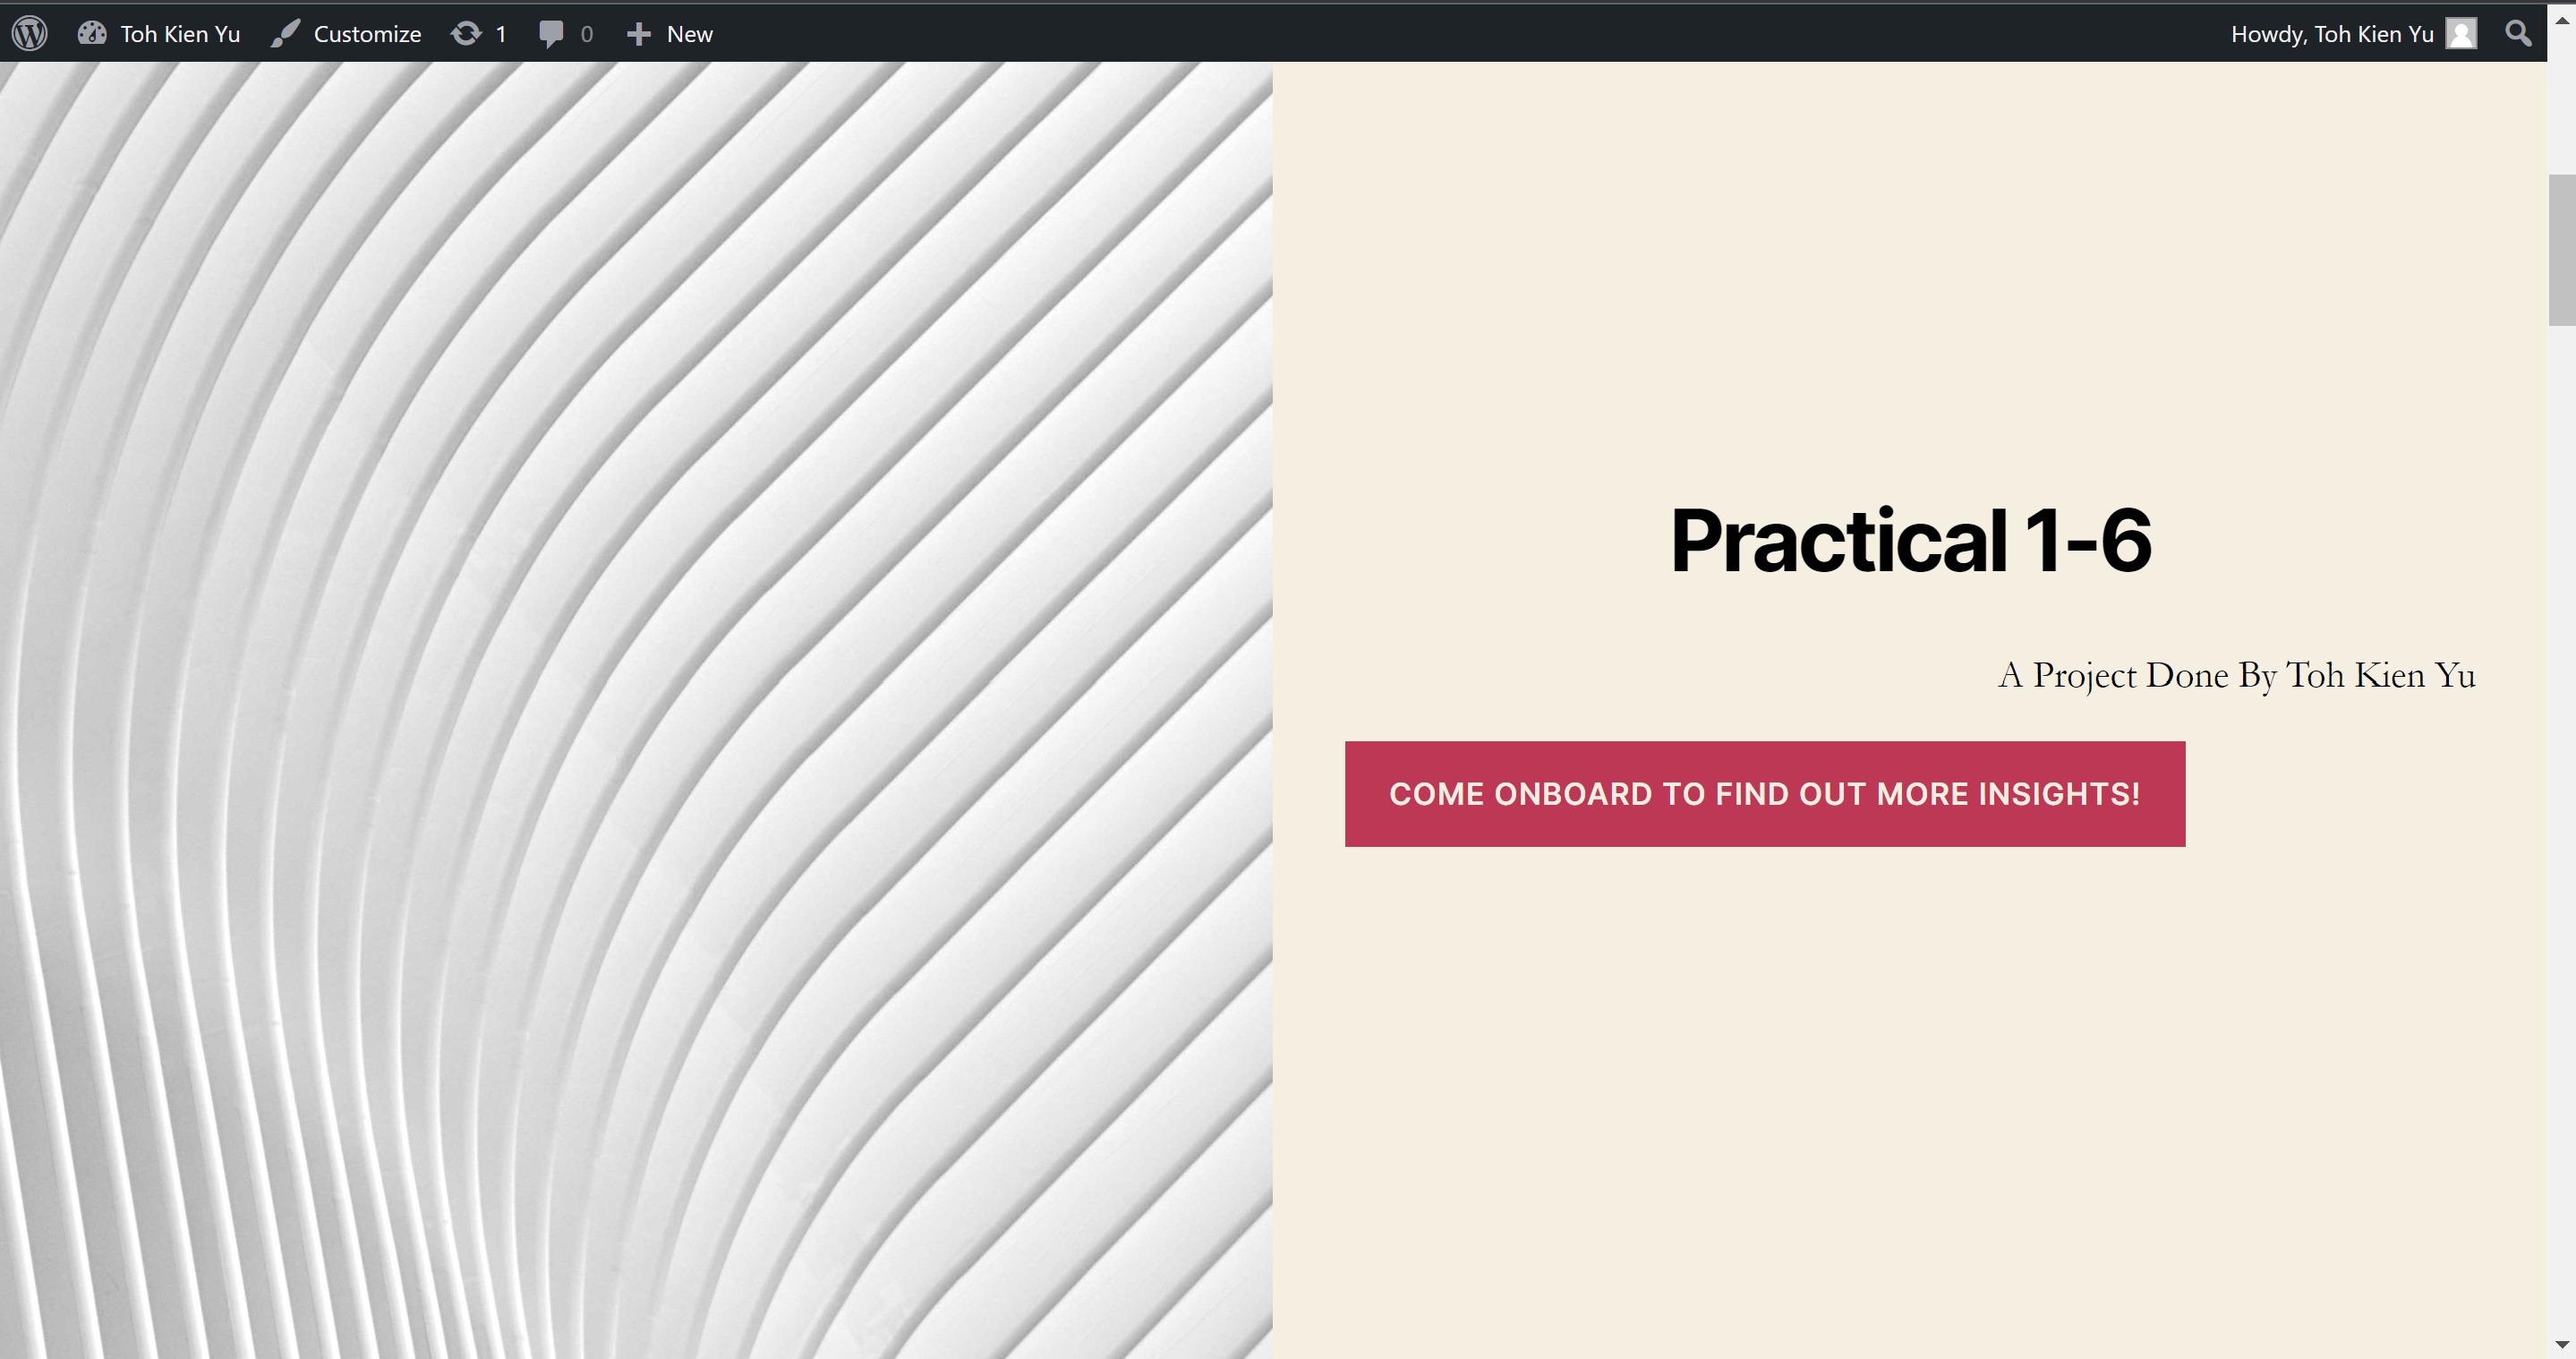 Toh Kien Yu Customize 1 0 New Howdy, Toh Kien Yu
Practical 1-6
A Project Done By Toh Kien Yu
COME ONBOARD TO FIND OUT MORE INSIGHTS!